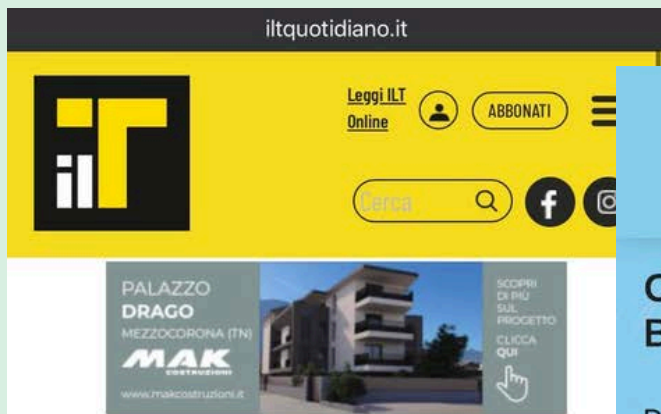 iltquotidiano.it
il T
Leggi ILT
Online
ABBONATI
Cerca
PALAZZO
DRAGO
MEZZOCORONA (TN)
MAK
COSTRUZIONI
www.makcostruzioni.it
SCOPRI
DI PIÙ
SUL
PROGETTO
CLICCA
QUI